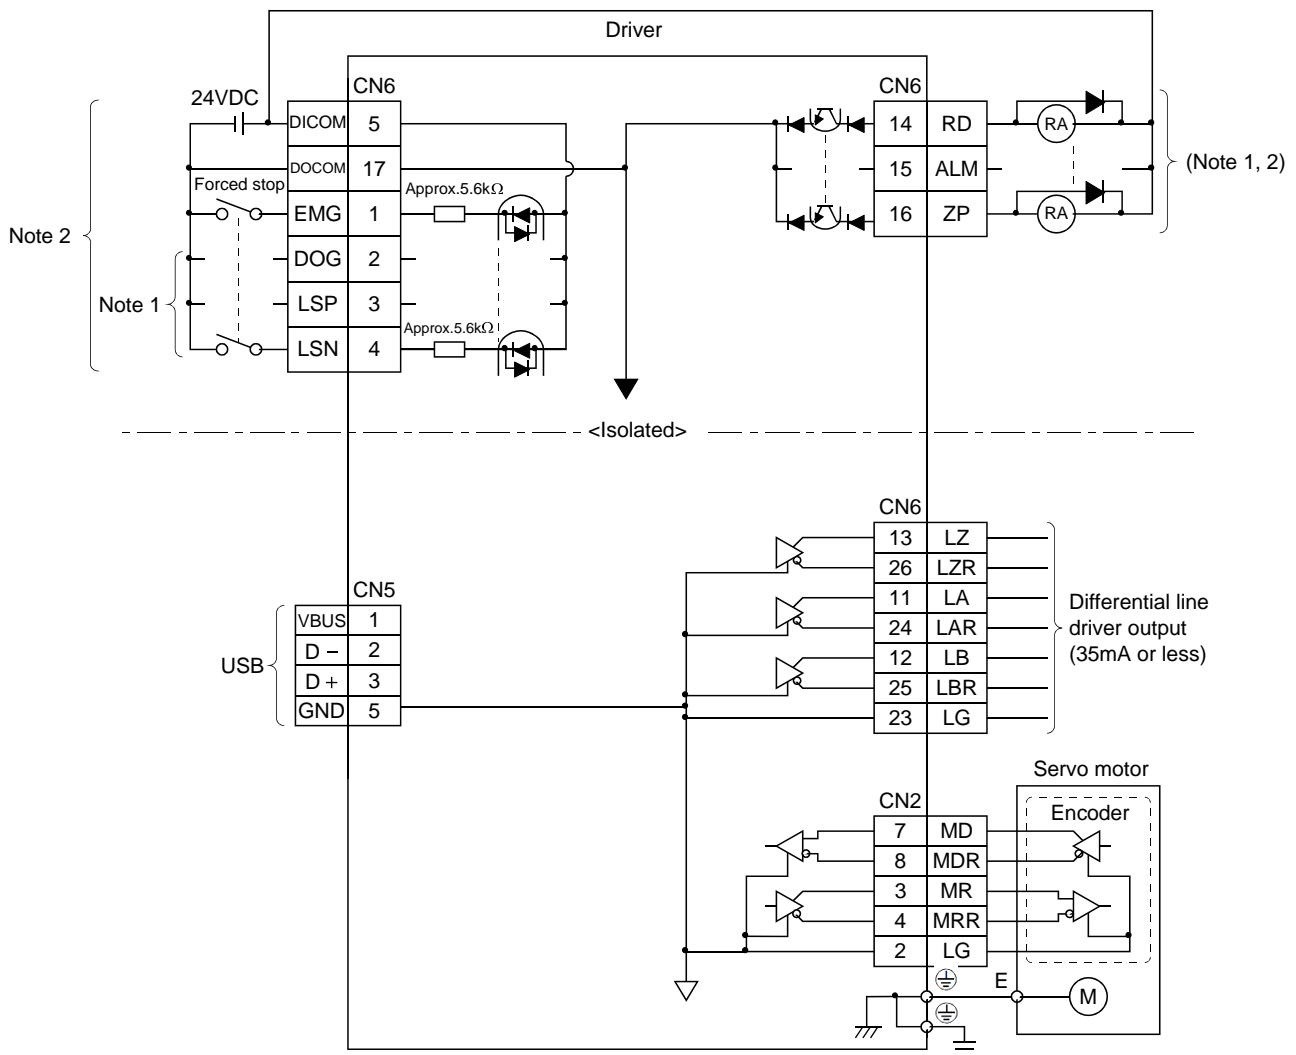 Driver
24VDC
CN6
DICOM 5
DOCOM 17
Forced stop
EMG 1
Approx.5.6kΩ
DOG 2
LSP 3
LSN 4
Approx.5.6kΩ
Note 2
Note 1
CN6
14 RD
RA
15 ALM
16 ZP
RA
(Note 1, 2)
<Isolated>
CN6
13 LZ
26 LZR
11 LA
24 LAR
12 LB
25 LBR
23 LG
Differential line
driver output
(35mA or less)
CN5
VBUS 1
D − 2
D + 3
GND 5
USB
Servo motor
CN2
Encoder
7 MD
8 MDR
3 MR
4 MRR
2 LG
E
M